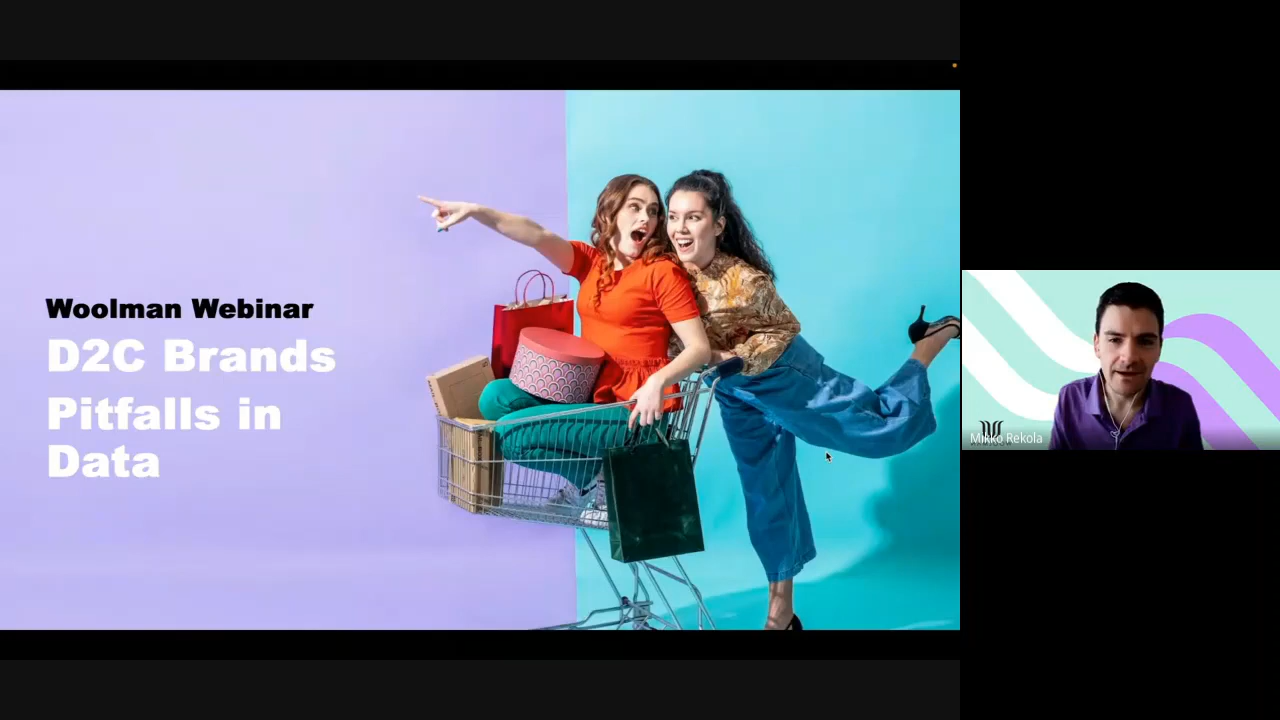 Woolman Webinar
D2C Brands
Pitfalls in
Data
Mikko Rekola